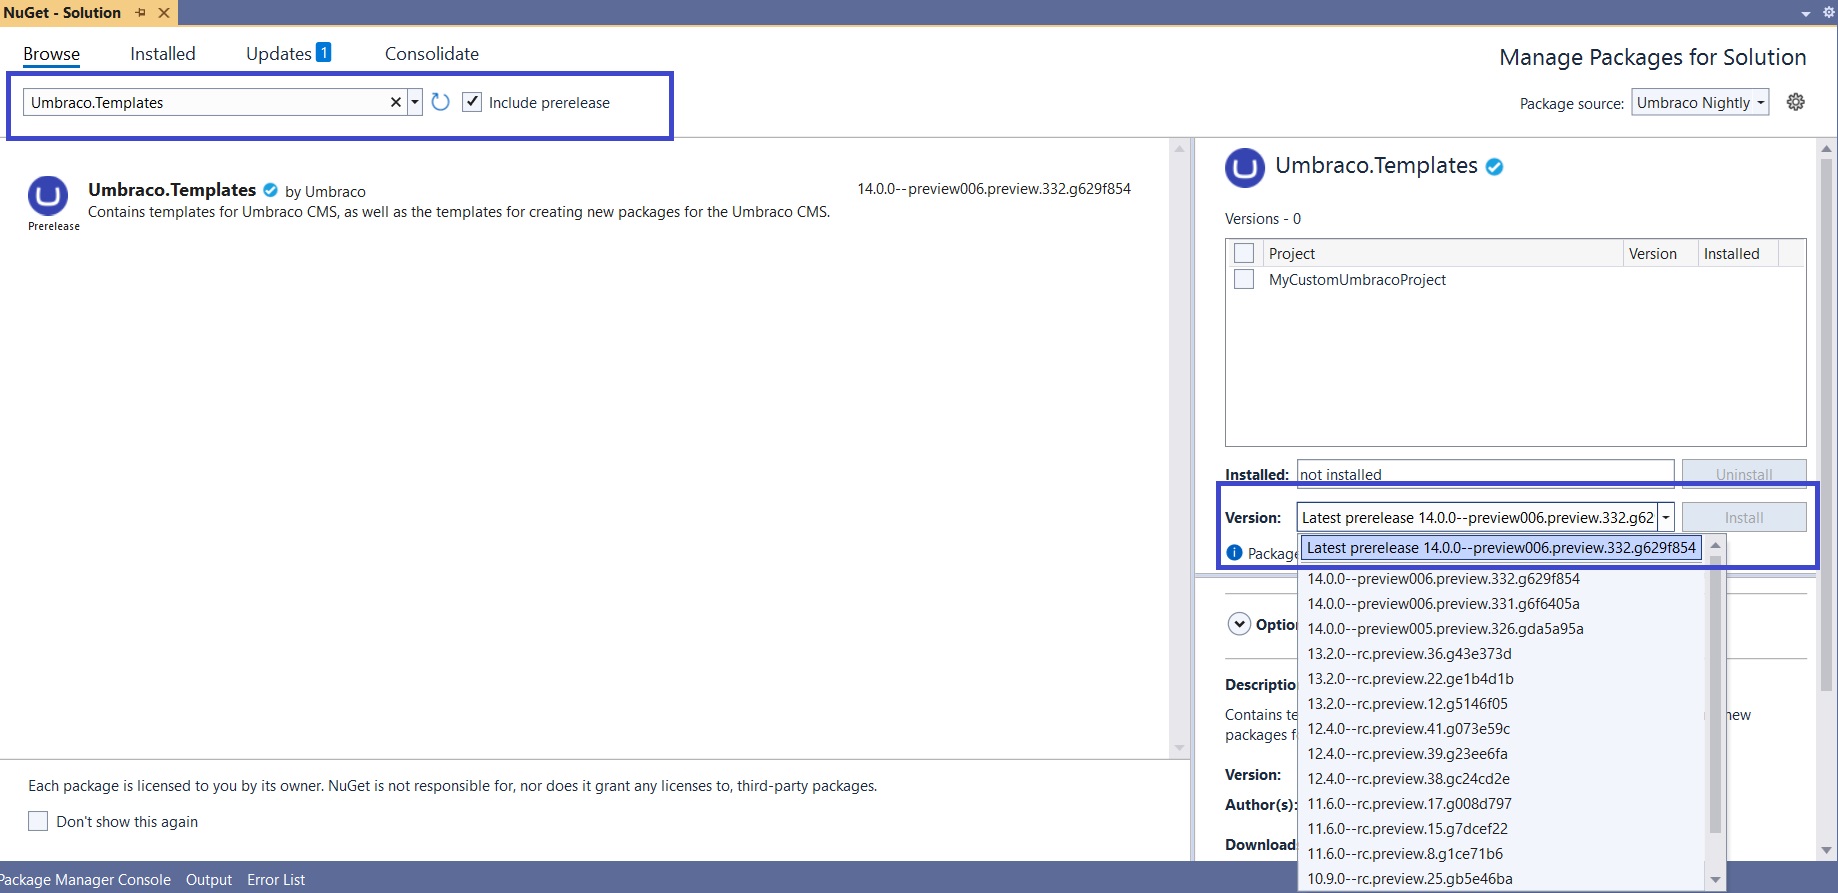 NuGet - Solution
Browse Installed Updates 1 Consolidate
Manage Packages for Solution
Umbraco.Templates Include prerelease
Package source: Umbraco Nightly
Umbraco.Templates by Umbraco 14.0.0--preview006.preview.332.g629f854
Contains templates for Umbraco CMS, as well as the templates for creating new packages for the Umbraco CMS.
Prerelease
Umbraco.Templates
Versions - 0
Project Version Installed
MyCustomUmbracoProject
Installed: not installed Uninstall
Version: Latest prerelease 14.0.0--preview006.preview.332.g62 Install
Package
Latest prerelease 14.0.0--preview006.preview.332.g629f854
14.0.0--preview006.preview.332.g629f854
14.0.0--preview006.preview.331.g6f6405a
14.0.0--preview005.preview.326.gda5a95a
13.2.0--rc.preview.36.g43e373d
13.2.0--rc.preview.22.ge1b4d1b
13.2.0--rc.preview.12.g5146f05
12.4.0--rc.preview.41.g073e59c
12.4.0--rc.preview.39.g23ee6fa
12.4.0--rc.preview.38.gc24cd2e
11.6.0--rc.preview.17.g008d797
11.6.0--rc.preview.15.g7dcef22
11.6.0--rc.preview.8.g1ce71b6
10.9.0--rc.preview.25.gb5e46ba
Option
Description
Contains te new
packages f
Version:
Author(s):
Download
Each package is licensed to you by its owner. NuGet is not responsible for, nor does it grant any licenses to, third-party packages.
Don't show this again
Package Manager Console Output Error List